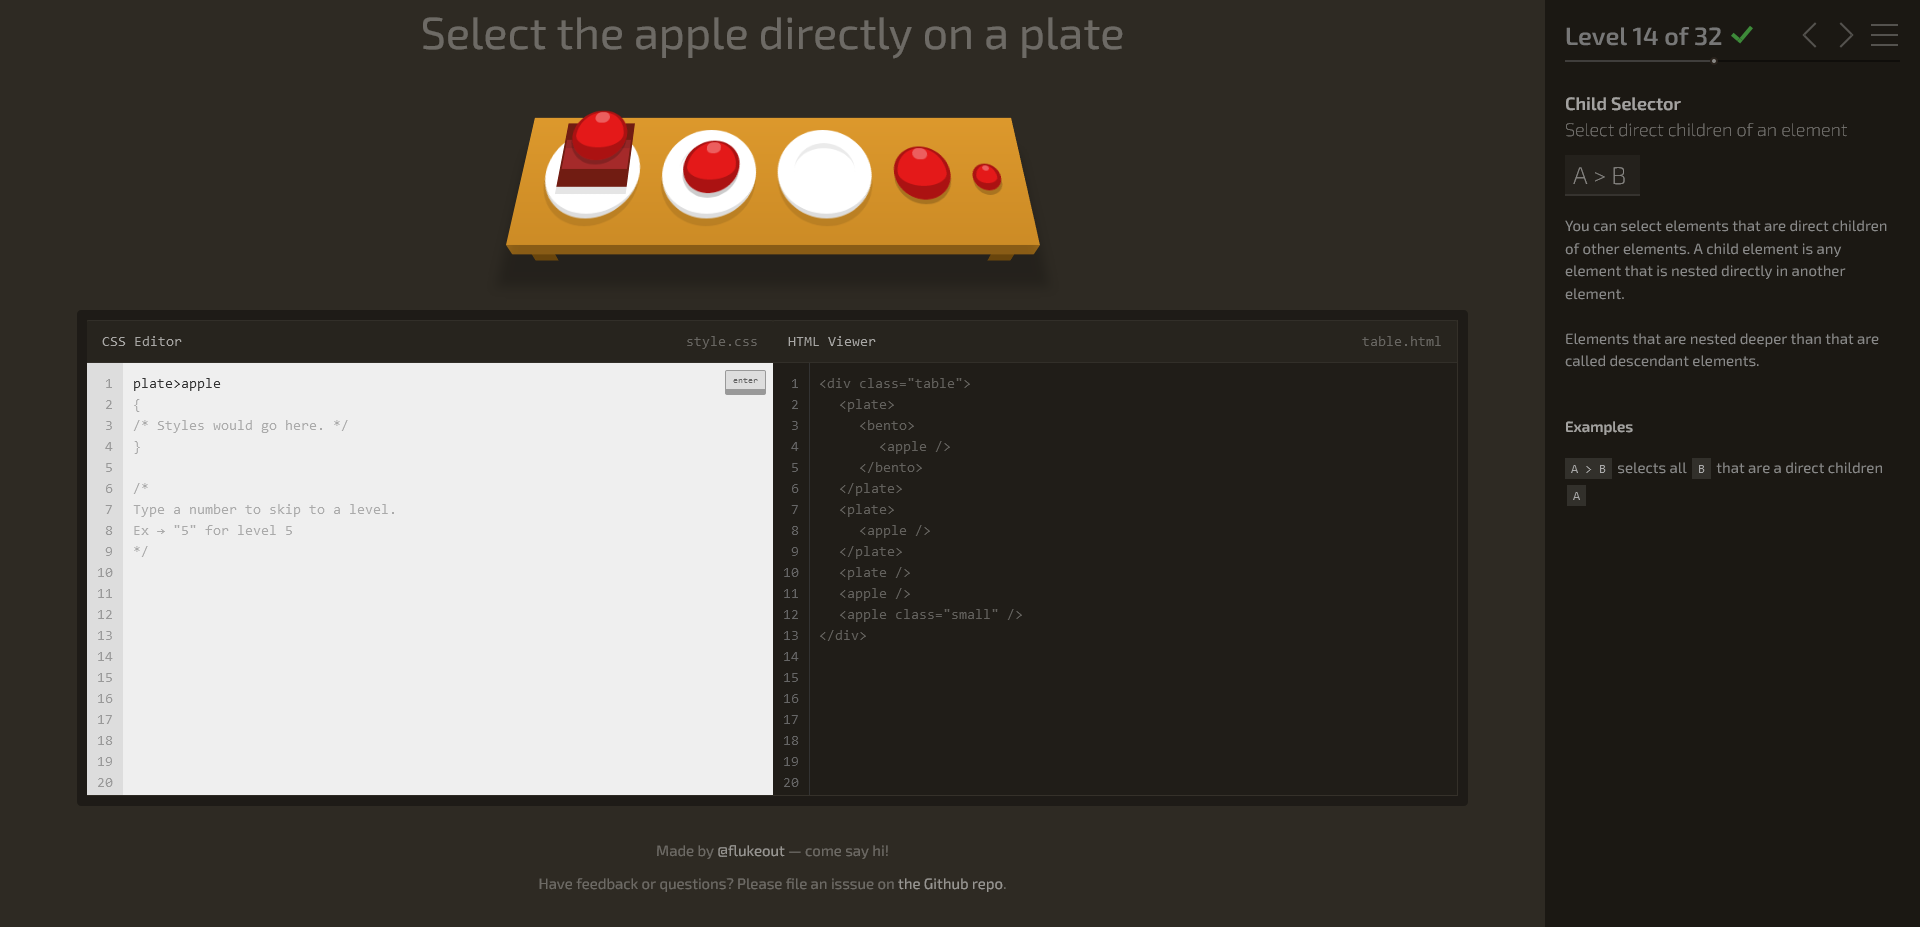 Select the apple directly on a plate
CSS Editor
style.css
1 plate>apple
enter
2 {
3 /* Styles would go here. */
4 }
5
6 /*
7 Type a number to skip to a level.
8 Ex → "5" for level 5
9 */
10
11
12
13
14
15
16
17
18
19
20
HTML Viewer
table.html
1 <div class="table">
2 <plate>
3 <bento>
4 <apple />
5 </bento>
6 </plate>
7 <plate>
8 <apple />
9 </plate>
10 <plate />
11 <apple />
12 <apple class="small" />
13 </div>
14
15
16
17
18
19
20
Made by @flukeout — come say hi!
Have feedback or questions? Please file an isssue on the Github repo.
Level 14 of 32
Child Selector
Select direct children of an element
A > B
You can select elements that are direct children
of other elements. A child element is any
element that is nested directly in another
element.
Elements that are nested deeper than that are
called descendant elements.
Examples
A > B selects all B that are a direct children
A